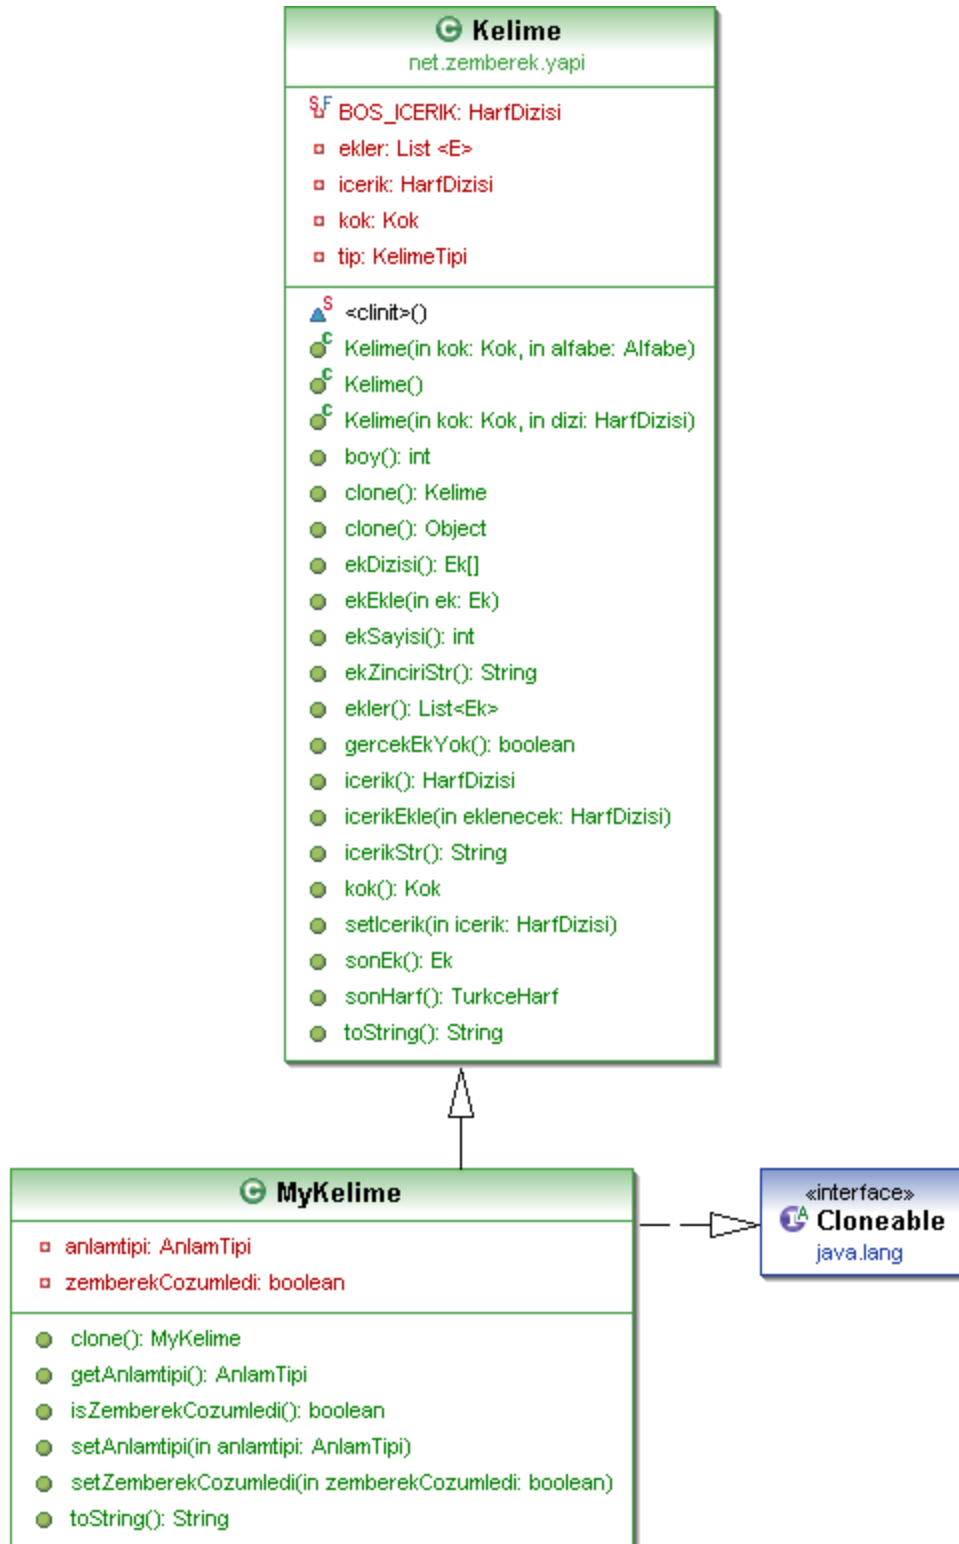 Kelime
net.zemberek.yapi
BOS_ICERIK: HarfDizisi
ekler: List <E>
icerik: HarfDizisi
kok: Kok
tip: KelimeTipi
<clinit>()
Kelime(in kok: Kok, in alfabe: Alfabe)
Kelime()
Kelime(in kok: Kok, in dizi: HarfDizisi)
boy(): int
clone(): Kelime
clone(): Object
ekDizisi(): Ek[]
ekEkle(in ek: Ek)
ekSayisi(): int
ekZinciriStr(): String
ekler(): List<Ek>
gercekEkYok(): boolean
icerik(): HarfDizisi
icerikEkle(in eklenecek: HarfDizisi)
icerikStr(): String
kok(): Kok
setIcerik(in icerik: HarfDizisi)
sonEk(): Ek
sonHarf(): TurkceHarf
toString(): String
MyKelime
anlamtipi: AnlamTipi
zemberekCozumledi: boolean
clone(): MyKelime
getAnlamtipi(): AnlamTipi
isZemberekCozumledi(): boolean
setAnlamtipi(in anlamtipi: AnlamTipi)
setZemberekCozumledi(in zemberekCozumledi: boolean)
toString(): String
«interface»
Cloneable
java.lang